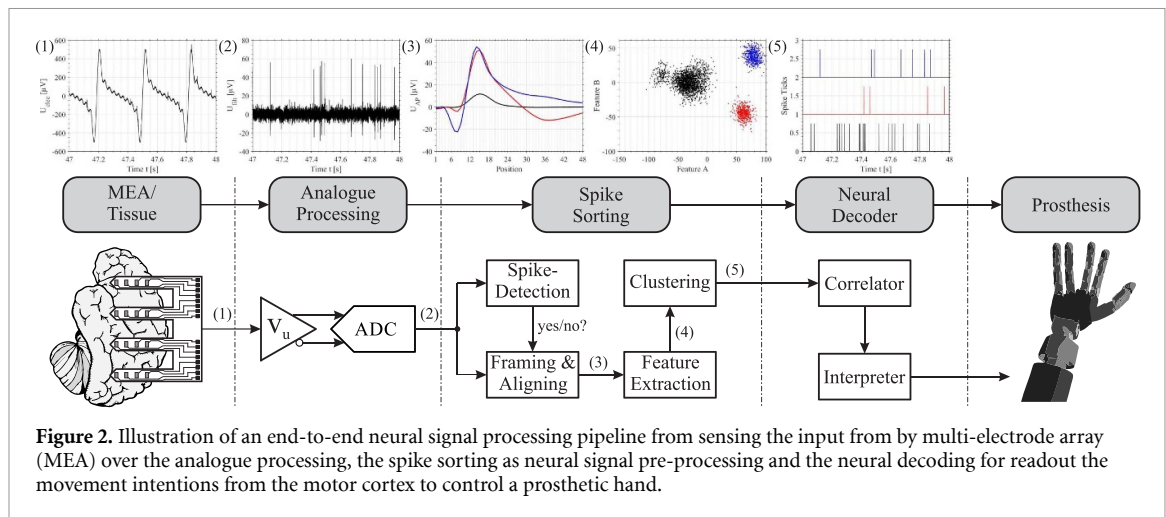 (1)
600
400
200
0
-200
-400
-600
U_elec [µV]
47
47.2
47.4
47.6
47.8
48
Time t [s]
(2)
80
60
40
20
0
-20
-40
U_filt [µV]
47
47.2
47.4
47.6
47.8
48
Time t [s]
(3)
60
40
20
0
-20
-40
U_AP [µV]
1
6
12
18
24
30
36
42
48
Position
(4)
60
40
20
0
-20
-40
-60
Feature B
-150
-100
-50
0
50
100
Feature A
(5)
3
2.5
2
1.5
1
0.5
0
Spike Ticks
47
47.2
47.4
47.6
47.8
48
Time t [s]
MEA/
Tissue
Analogue
Processing
Spike
Sorting
Neural
Decoder
Prosthesis
(1)
V_u
ADC
(2)
Spike-
Detection
yes/no?
Framing &
Aligning
(3)
Feature
Extraction
(4)
Clustering
(5)
Correlator
Interpreter
Figure 2. Illustration of an end-to-end neural signal processing pipeline from sensing the input from by multi-electrode array
(MEA) over the analogue processing, the spike sorting as neural signal pre-processing and the neural decoding for readout the
movement intentions from the motor cortex to control a prosthetic hand.